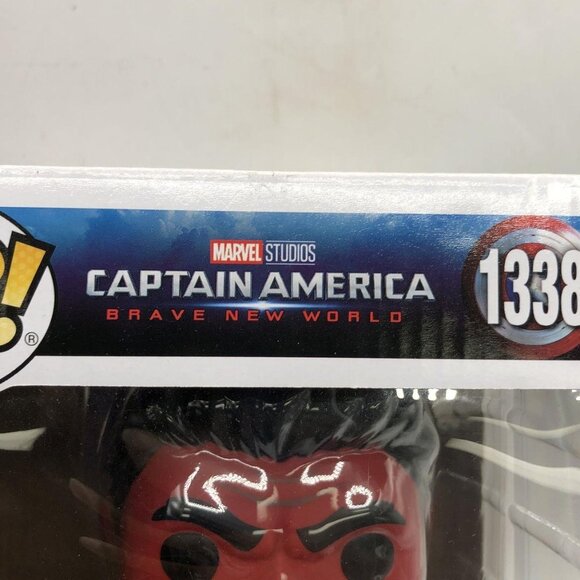 !
®
MARVEL STUDIOS
CAPTAIN AMERICA
BRAVE NEW WORLD
1338